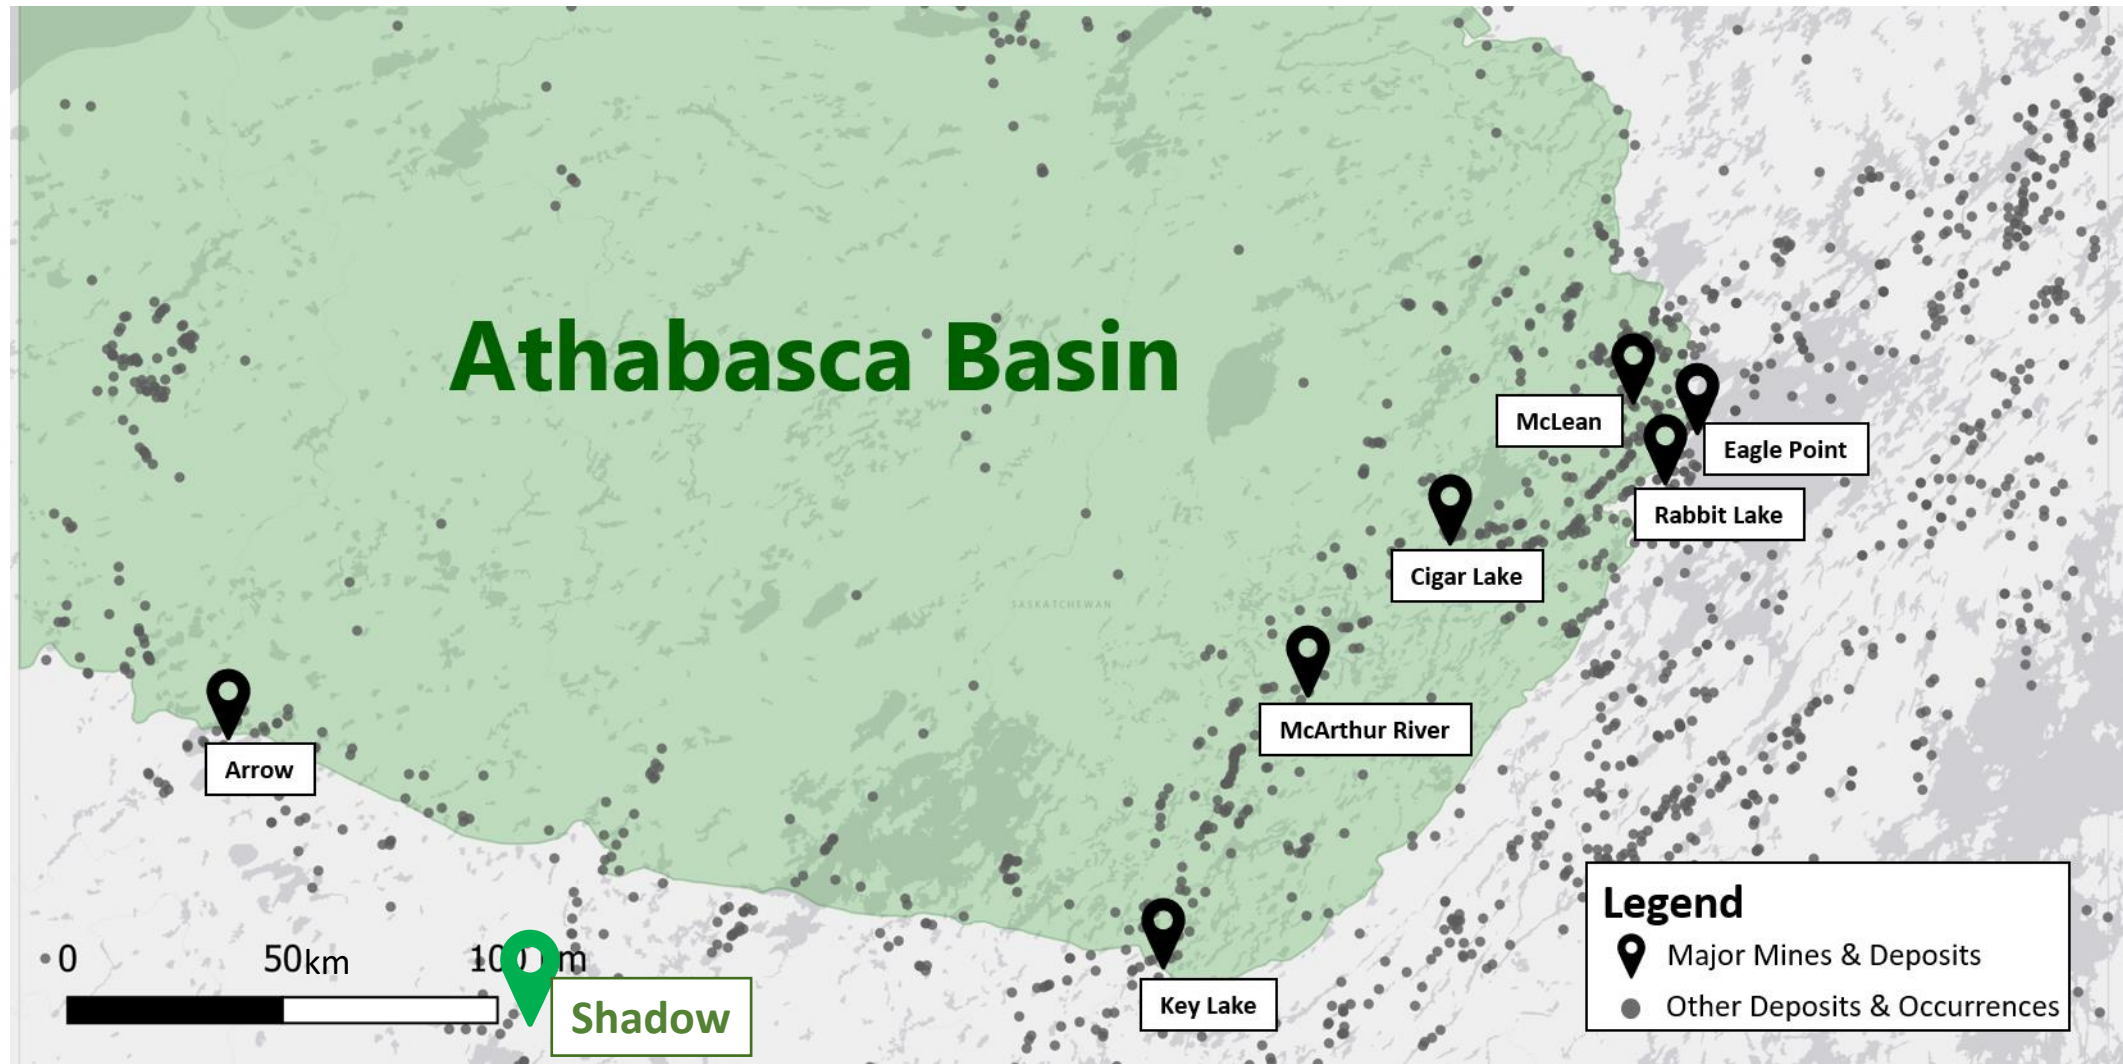 Athabasca Basin
McLean
Eagle Point
Rabbit Lake
Cigar Lake
SASKATCHEWAN
McArthur River
Arrow
Key Lake
Shadow
0
50km
Legend
Major Mines & Deposits
Other Deposits & Occurrences